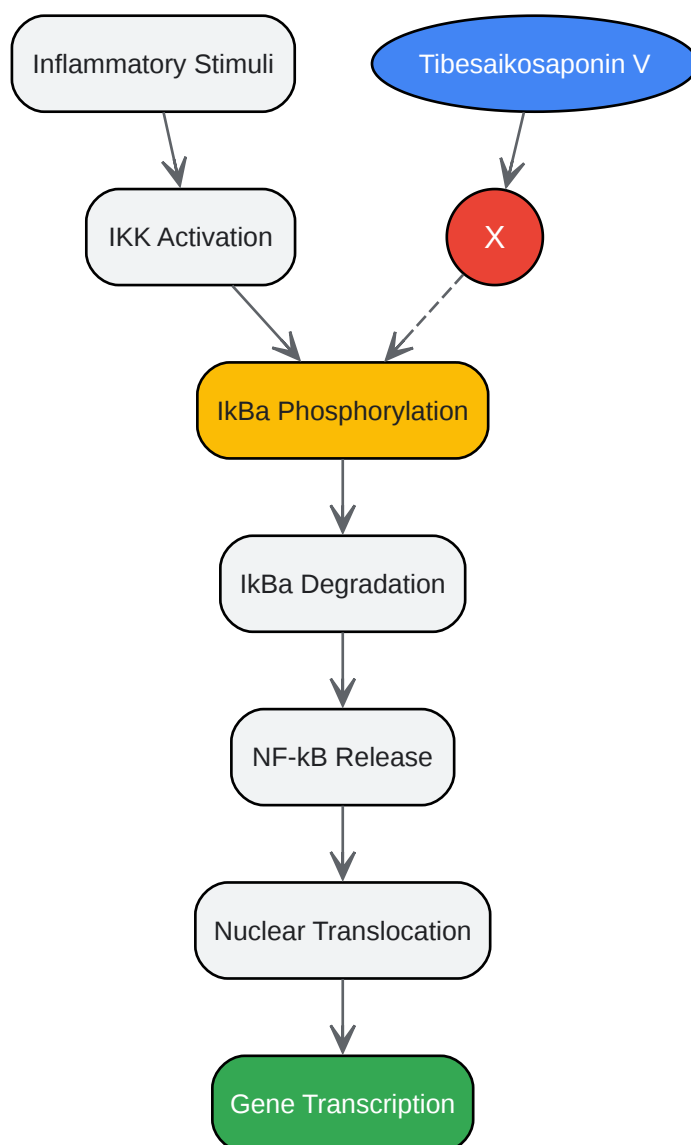 Inflammatory Stimuli
Tibesaikosaponin V
IKK Activation
X
IkBa Phosphorylation
IkBa Degradation
NF-kB Release
Nuclear Translocation
Gene Transcription